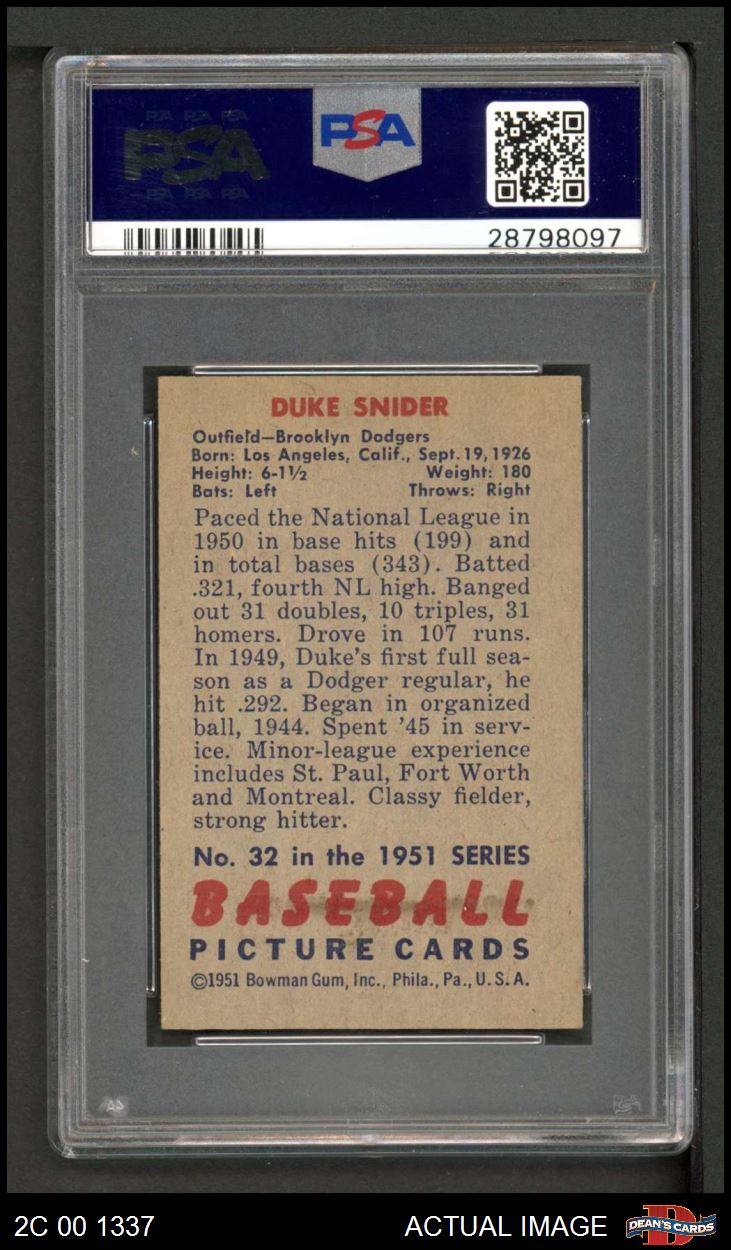 PSA PSA PSA
PSA
PSA PSA PSA
PSA
28798097
DUKE SNIDER
Outfield—Brooklyn Dodgers
Born: Los Angeles, Calif., Sept. 19, 1926
Height: 6-1½ Weight: 180
Bats: Left Throws: Right
Paced the National League in
1950 in base hits (199) and
in total bases (343). Batted
.321, fourth NL high. Banged
out 31 doubles, 10 triples, 31
homers. Drove in 107 runs.
In 1949, Duke's first full sea-
son as a Dodger regular, he
hit .292. Began in organized
ball, 1944. Spent '45 in serv-
ice. Minor-league experience
includes St. Paul, Fort Worth
and Montreal. Classy fielder,
strong hitter.
No. 32 in the 1951 SERIES
BASEBALL
PICTURE CARDS
©1951 Bowman Gum, Inc., Phila., Pa., U.S.A.
2C 00 1337
ACTUAL IMAGE
DEAN'S CARDS